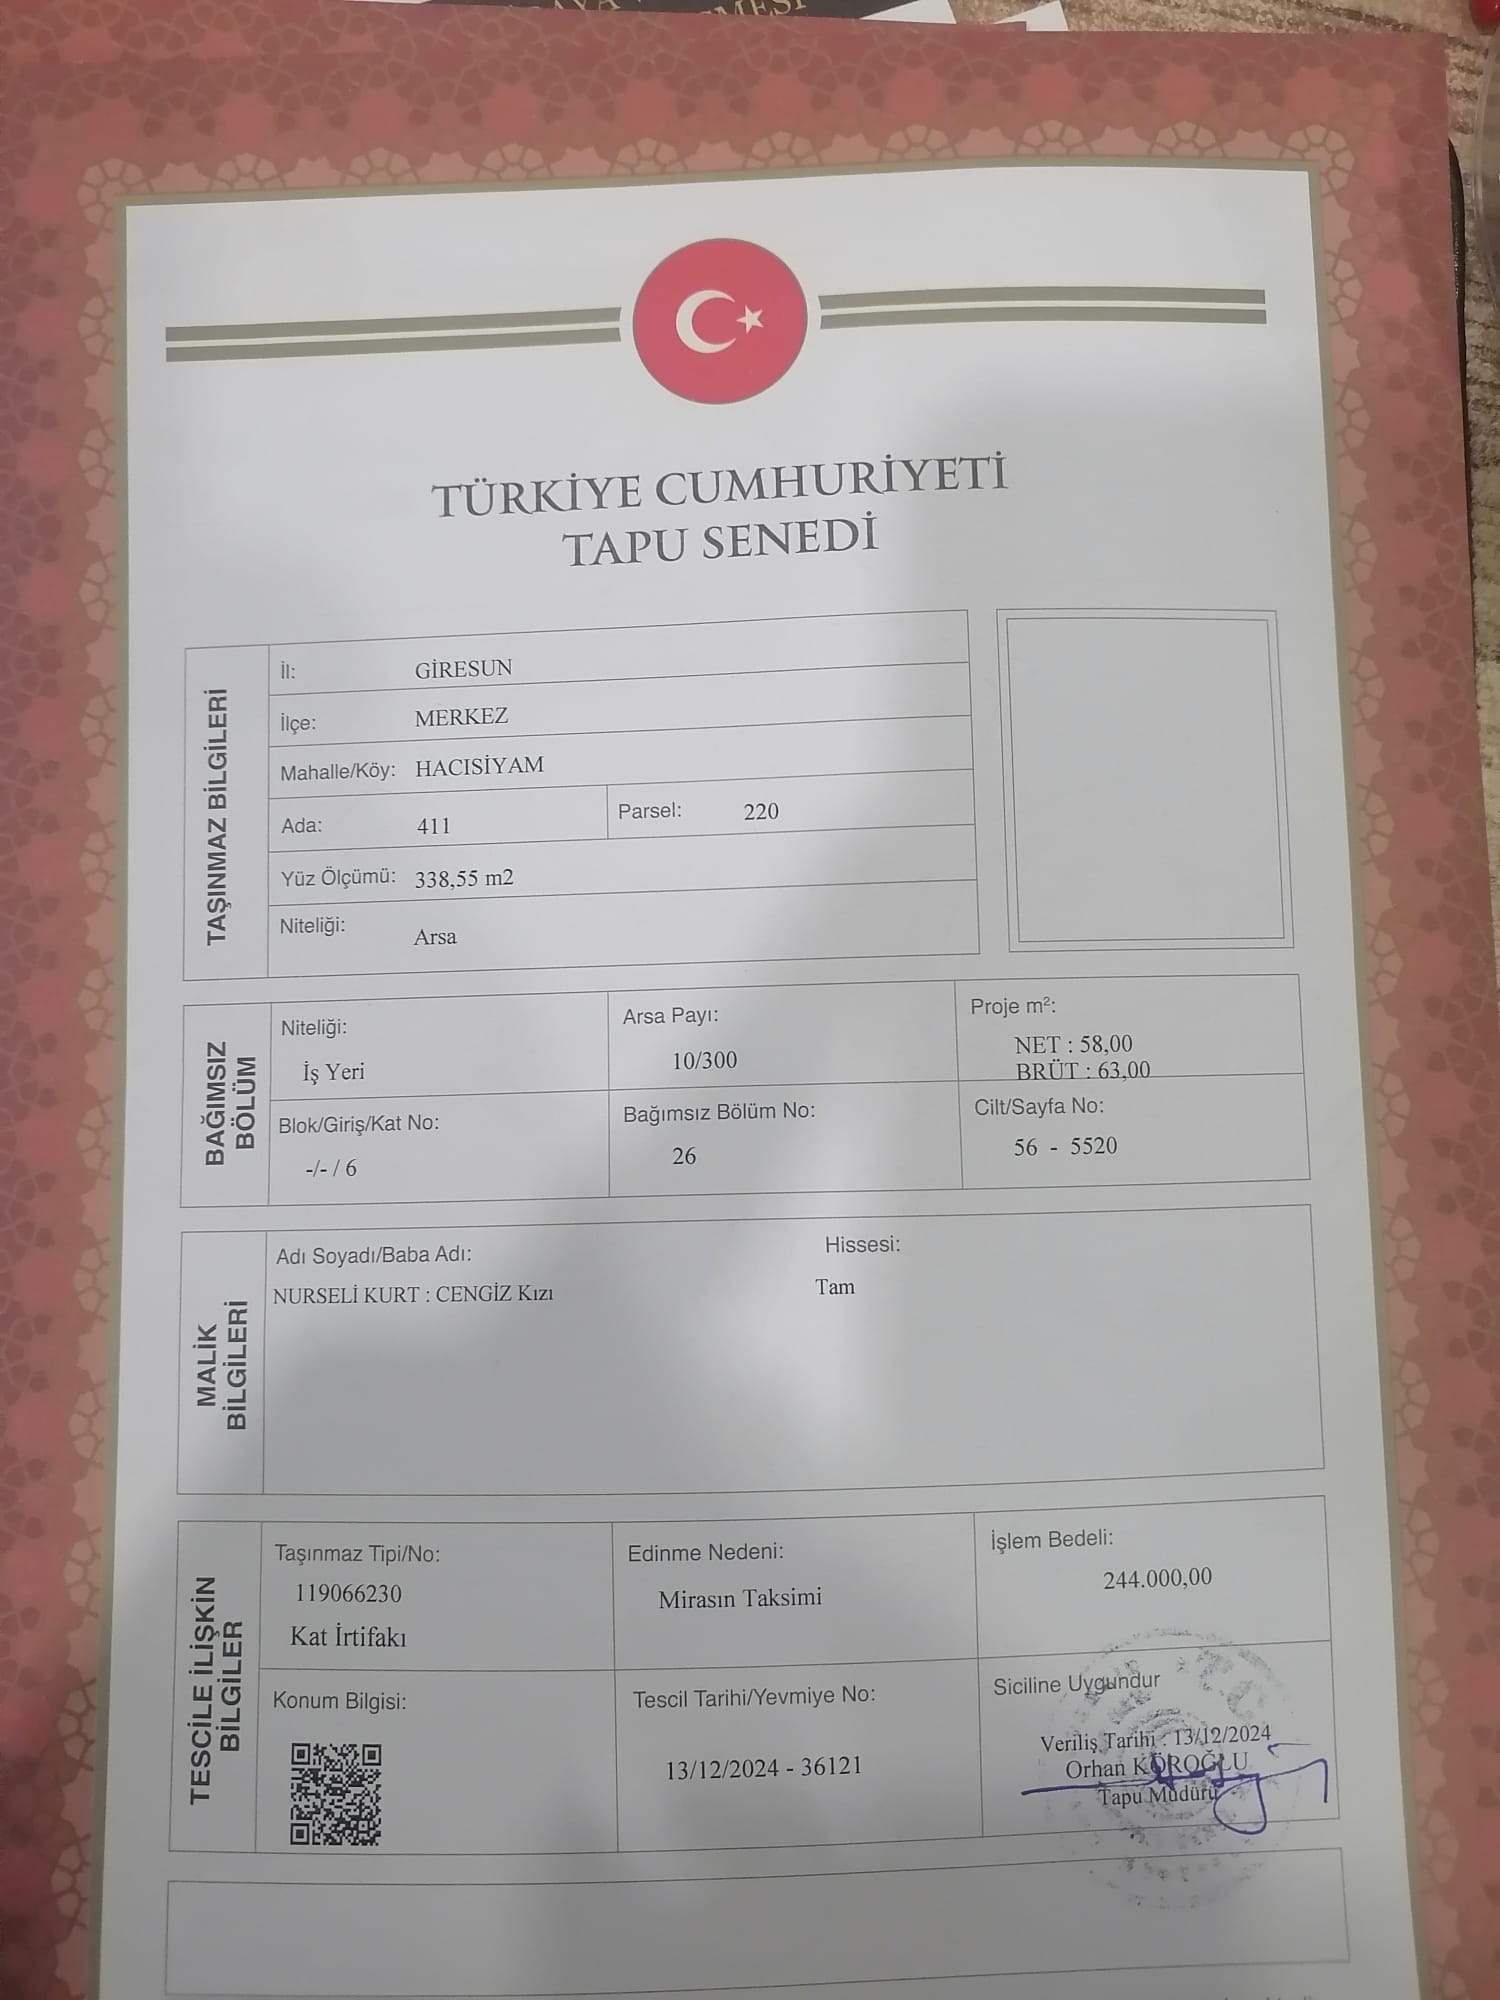 TÜRKİYE CUMHURİYETİ
TAPU SENEDİ
TAŞINMAZ BİLGİLERİ
İl: GİRESUN
İlçe: MERKEZ
Mahalle/Köy: HACISİYAM
Ada: 411 Parsel: 220
Yüz Ölçümü: 338,55 m2
Niteliği: Arsa
BAĞIMSIZ
BÖLÜM
Niteliği:
İş Yeri
Arsa Payı:
10/300
Proje m²:
NET : 58,00
BRÜT : 63,00
Blok/Giriş/Kat No:
-/- / 6
Bağımsız Bölüm No:
26
Cilt/Sayfa No:
56 - 5520
MALİK
BİLGİLERİ
Adı Soyadı/Baba Adı: Hissesi:
NURSELİ KURT : CENGİZ Kızı Tam
TESCİLE İLİŞKİN
BİLGİLER
Taşınmaz Tipi/No:
119066230
Kat İrtifakı
Edinme Nedeni:
Mirasın Taksimi
İşlem Bedeli:
244.000,00
Konum Bilgisi:
Tescil Tarihi/Yevmiye No:
13/12/2024 - 36121
Siciline Uygundur
Veriliş Tarihi : 13/12/2024
Orhan KÖROĞLU
Tapu Müdürü